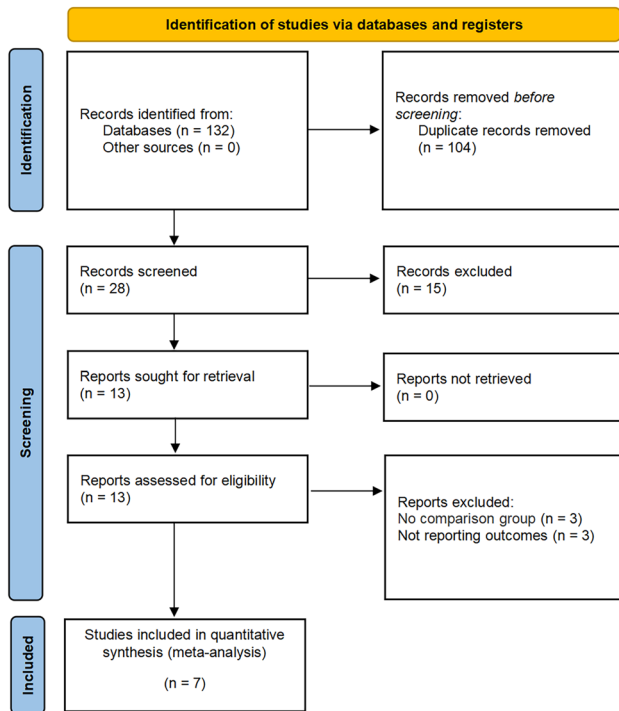 Identification of studies via databases and registers
Identification
Records identified from:
Databases (n = 132)
Other sources (n = 0)
Records removed before
screening:
Duplicate records removed
(n = 104)
Screening
Records screened
(n = 28)
Records excluded
(n = 15)
Reports sought for retrieval
(n = 13)
Reports not retrieved
(n = 0)
Reports assessed for eligibility
(n = 13)
Reports excluded:
No comparison group (n = 3)
Not reporting outcomes (n = 3)
Included
Studies included in quantitative
synthesis (meta-analysis)
(n = 7)